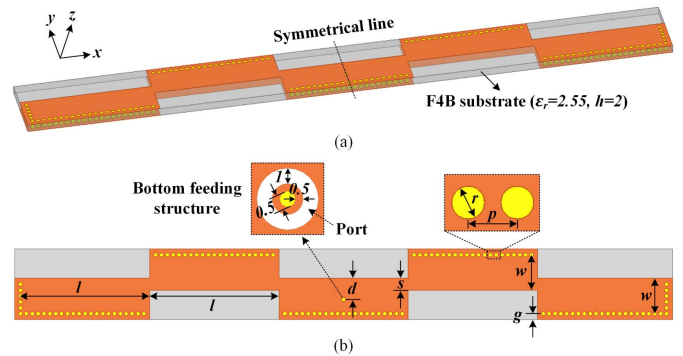 y
z
x
Symmetrical line
F4B substrate (εr=2.55, h=2)
(a)
Bottom feeding
structure
1
0.5
0.5
Port
r
p
l
l
d
s
w
g
w
(b)